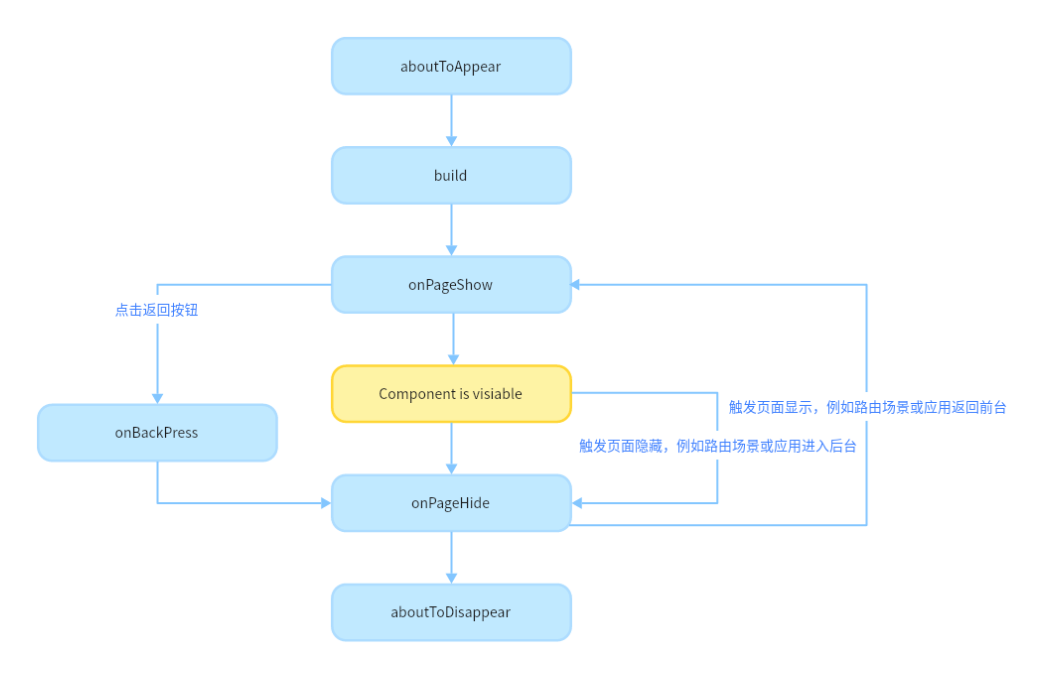 aboutToAppear
build
onPageShow
点击返回按钮
Component is visiable
触发页面显示，例如路由场景或应用返回前台
onBackPress
触发页面隐藏，例如路由场景或应用进入后台
onPageHide
aboutToDisappear